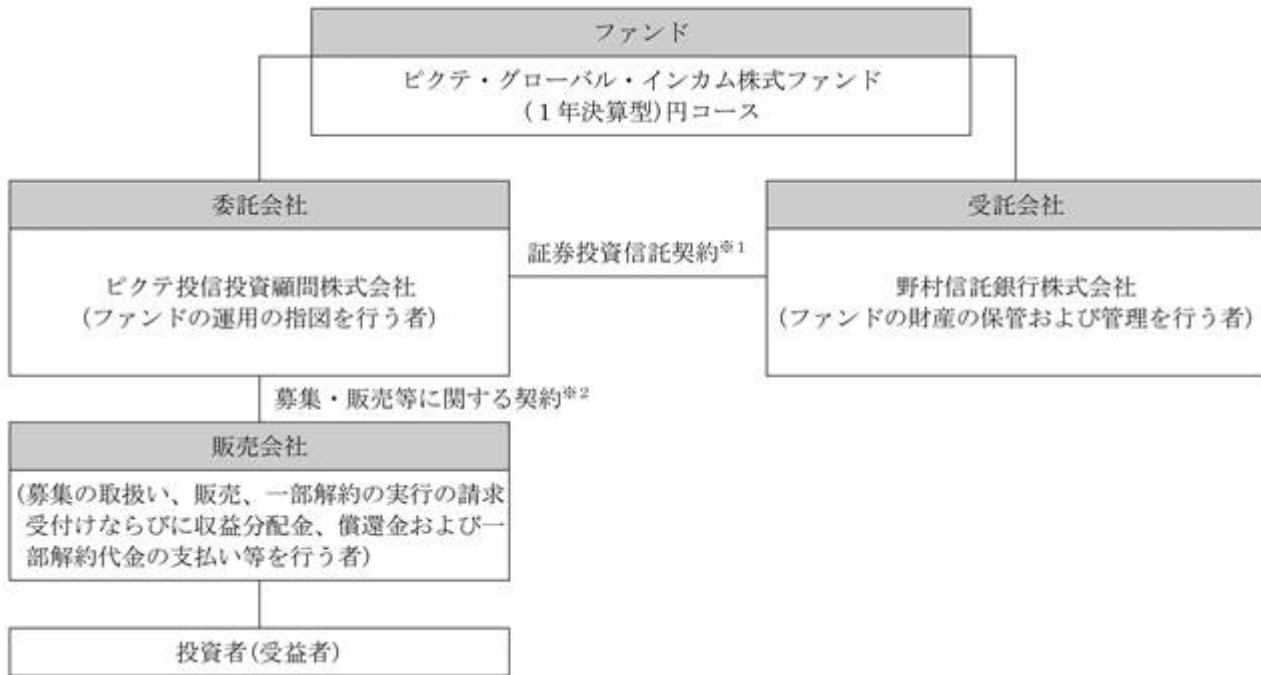 ファンド
ピクテ・グローバル・インカム株式ファンド
(1年決算型)円コース
委託会社
ピクテ投信投資顧問株式会社
(ファンドの運用の指図を行う者)
証券投資信託契約※1
受託会社
野村信託銀行株式会社
(ファンドの財産の保管および管理を行う者)
募集・販売等に関する契約※2
販売会社
(募集の取扱い、販売、一部解約の実行の請求
受付けならびに収益分配金、償還金および一
部解約代金の支払い等を行う者)
投資者(受益者)